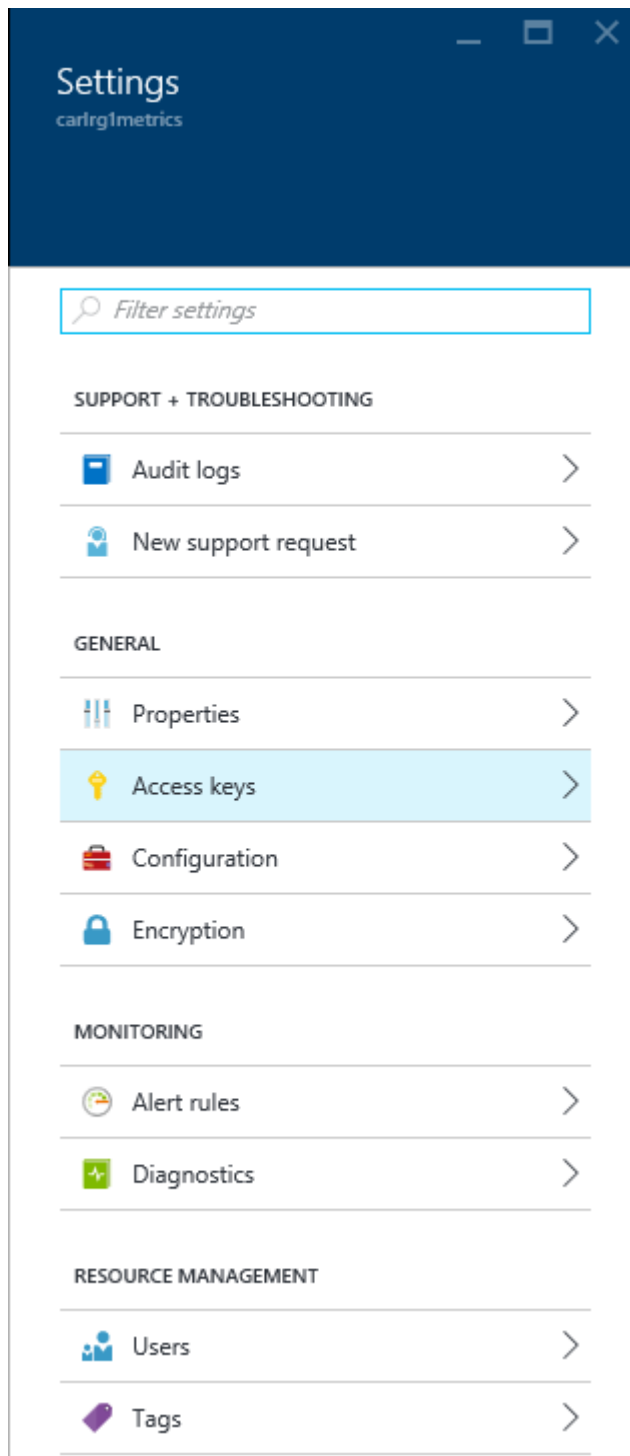 Settings
carlrg1metrics
Filter settings
SUPPORT + TROUBLESHOOTING
Audit logs
New support request
GENERAL
Properties
Access keys
Configuration
Encryption
MONITORING
Alert rules
Diagnostics
RESOURCE MANAGEMENT
Users
Tags